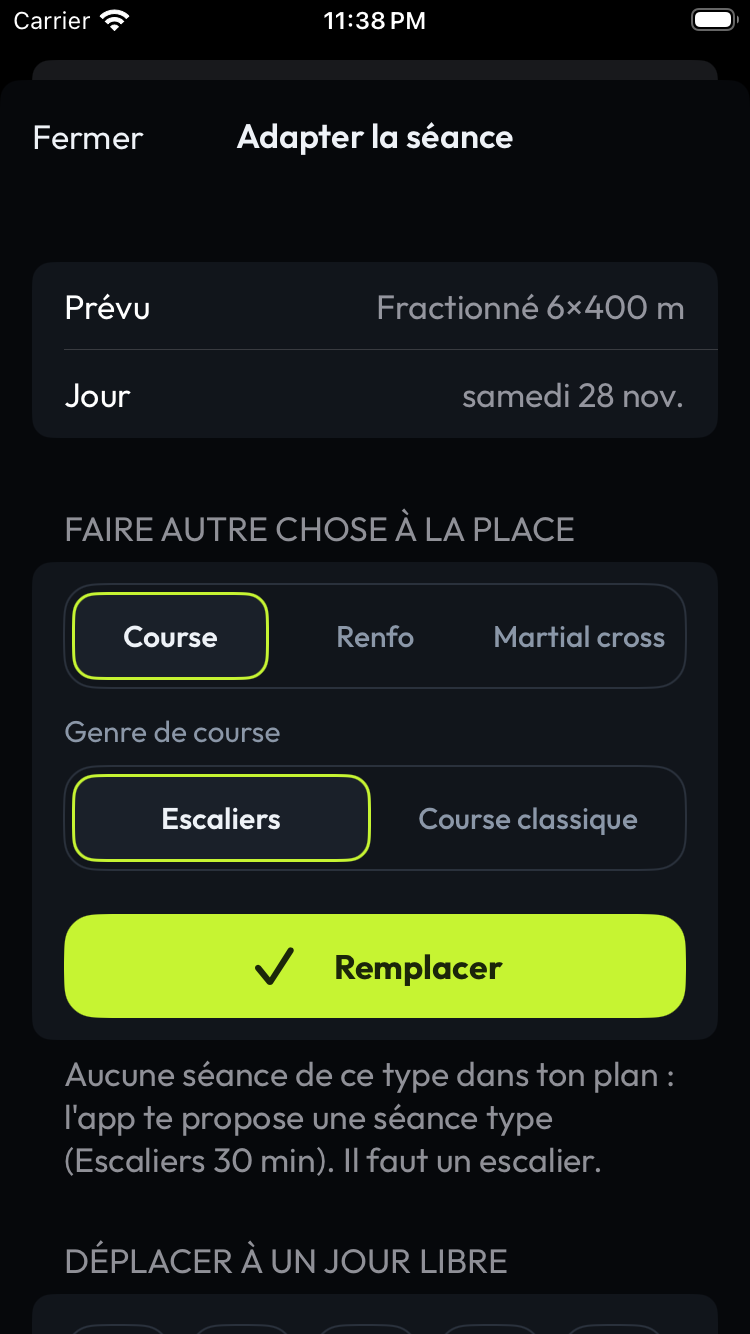 Carrier 11:38 PM
Fermer Adapter la séance
Prévu Fractionné 6×400 m
Jour samedi 28 nov.
FAIRE AUTRE CHOSE À LA PLACE
Course Renfo Martial cross
Genre de course
Escaliers Course classique
Remplacer
Aucune séance de ce type dans ton plan :
l'app te propose une séance type
(Escaliers 30 min). Il faut un escalier.
DÉPLACER À UN JOUR LIBRE